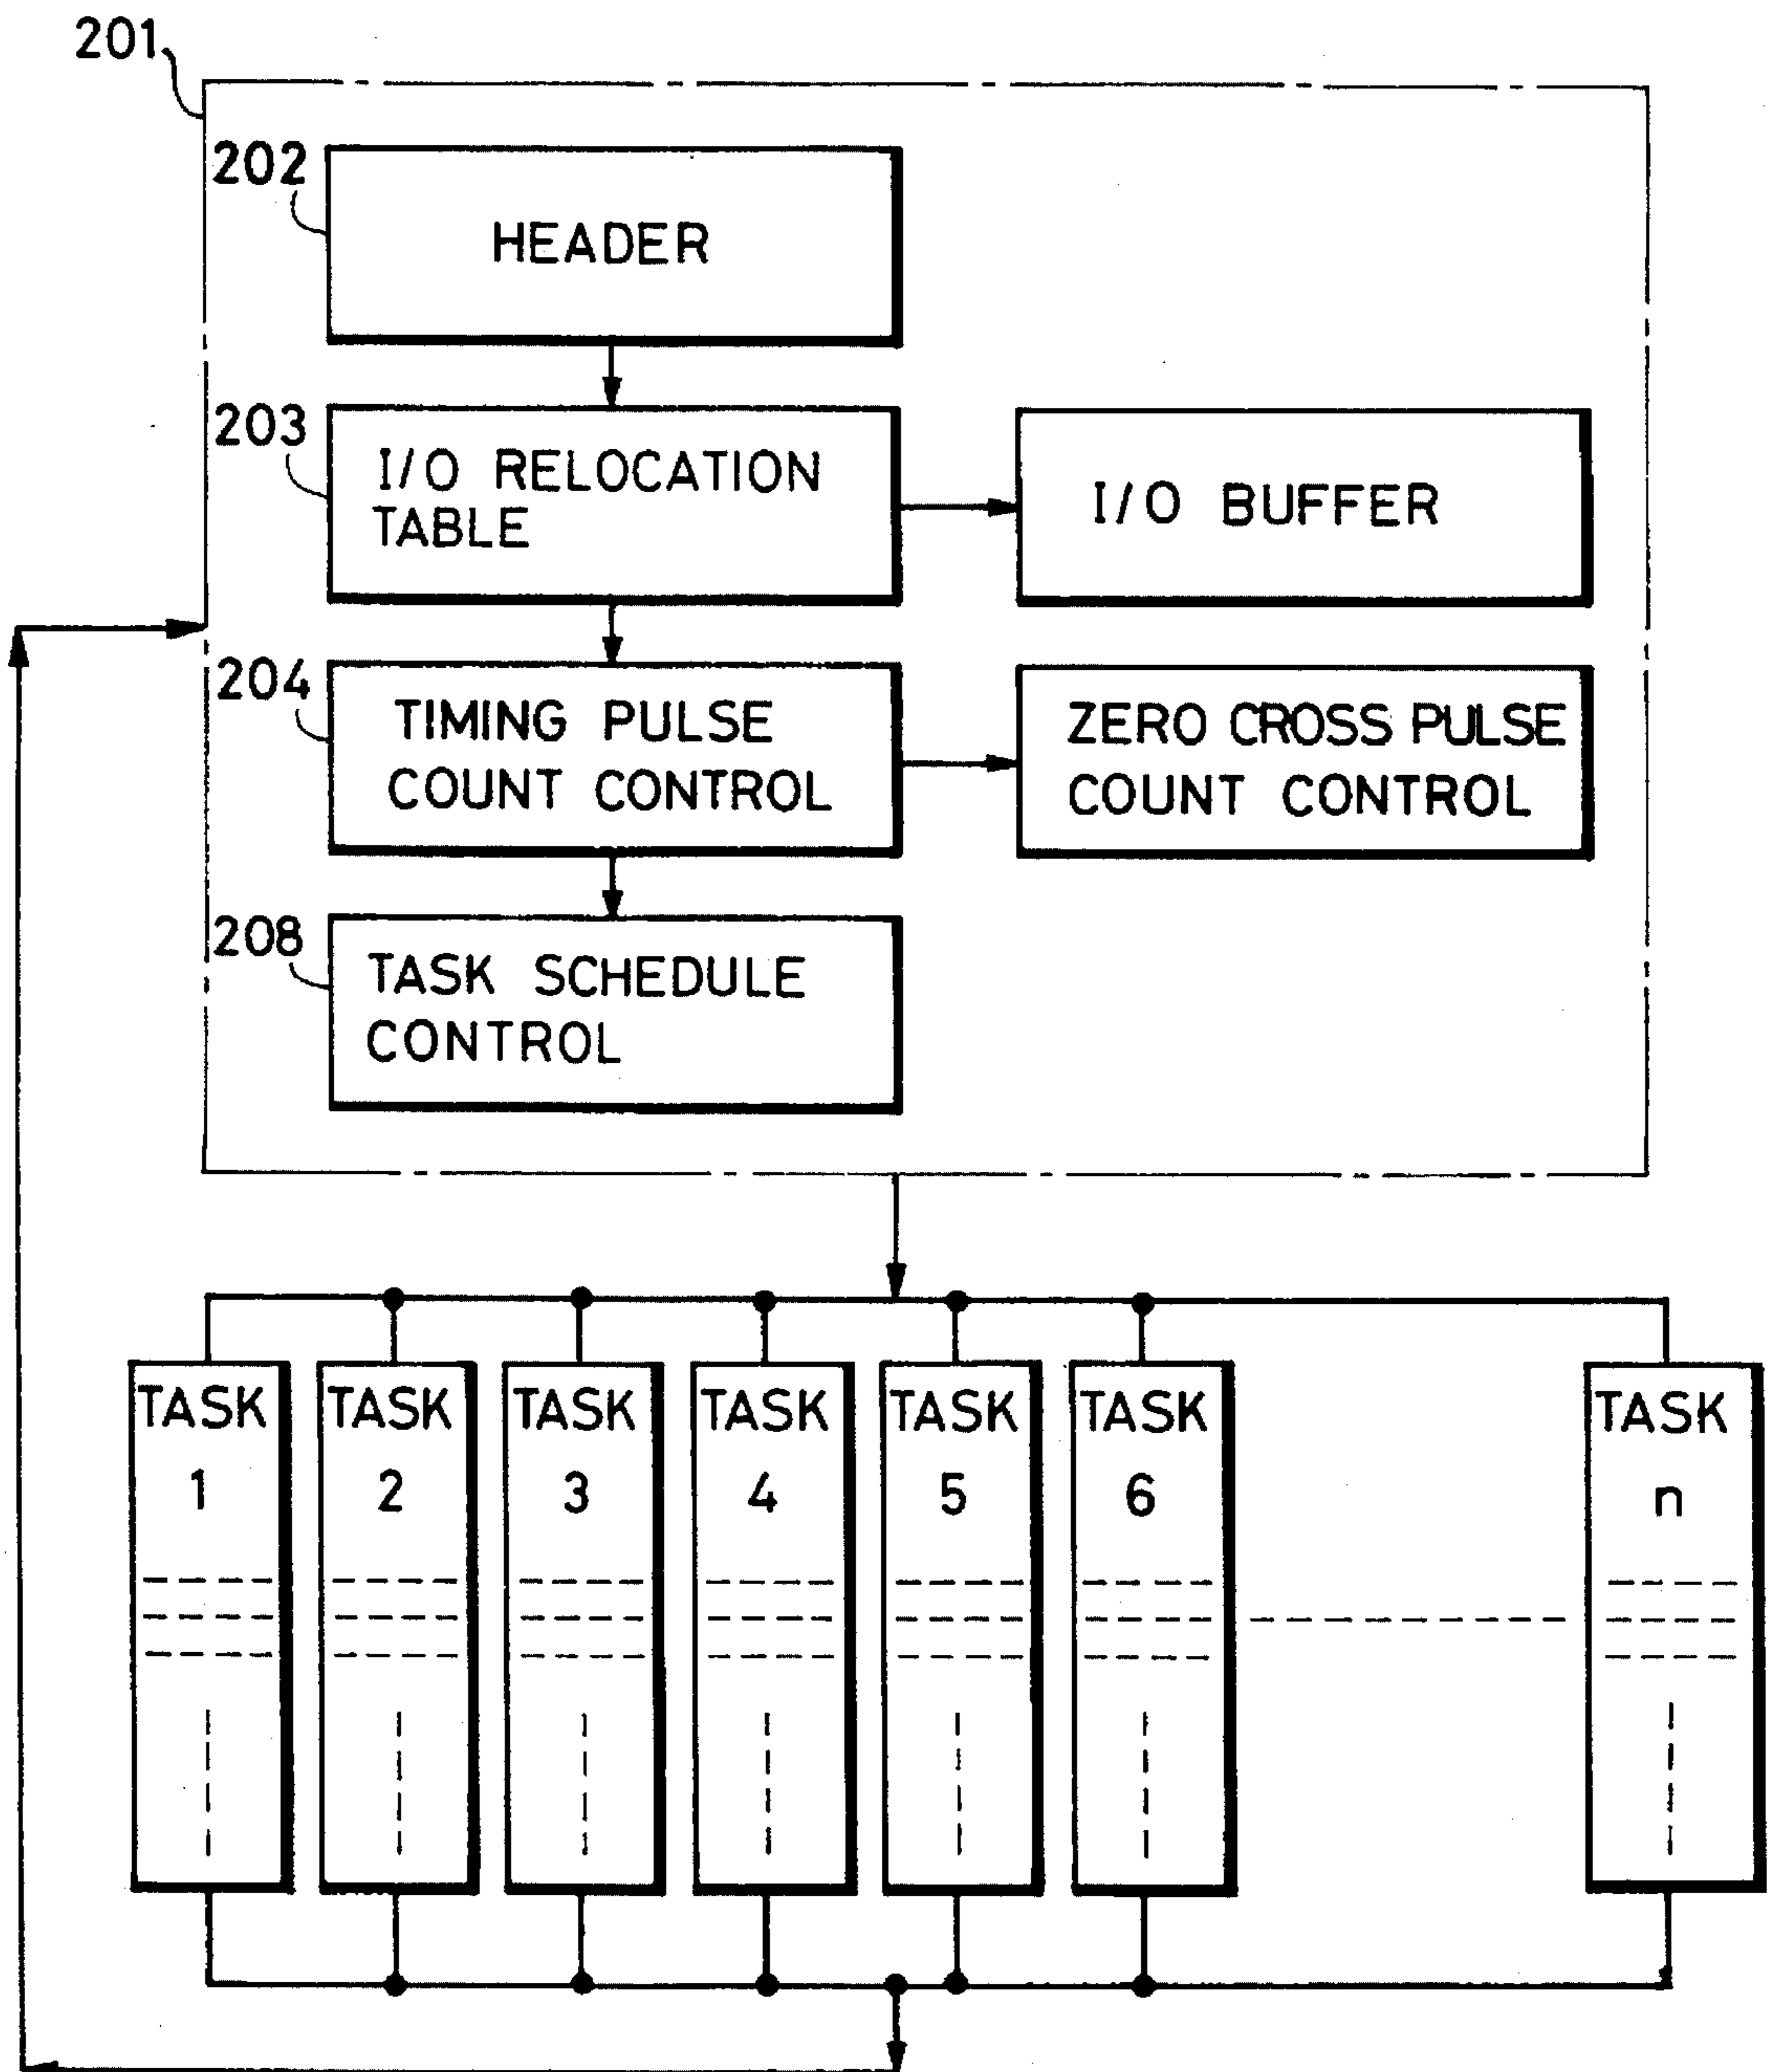 201
202
HEADER
203
I/O RELOCATION
TABLE
I/O BUFFER
204
TIMING PULSE
COUNT CONTROL
ZERO CROSS PULSE
COUNT CONTROL
208
TASK SCHEDULE
CONTROL
TASK
1
TASK
2
TASK
3
TASK
4
TASK
5
TASK
6
TASK
n